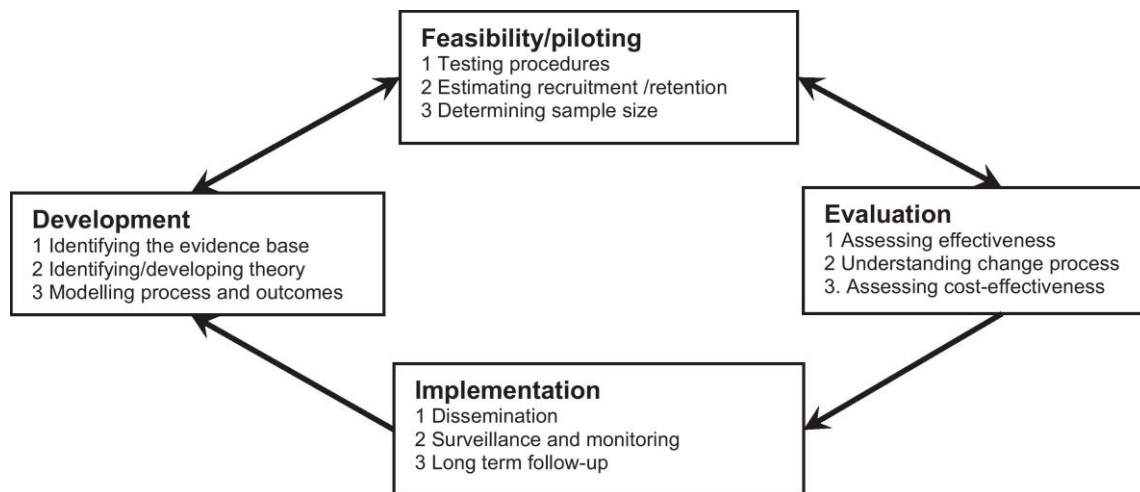 Feasibility/piloting
1 Testing procedures
2 Estimating recruitment /retention
3 Determining sample size
Development
1 Identifying the evidence base
2 Identifying/developing theory
3 Modelling process and outcomes
Evaluation
1 Assessing effectiveness
2 Understanding change process
3. Assessing cost-effectiveness
Implementation
1 Dissemination
2 Surveillance and monitoring
3 Long term follow-up